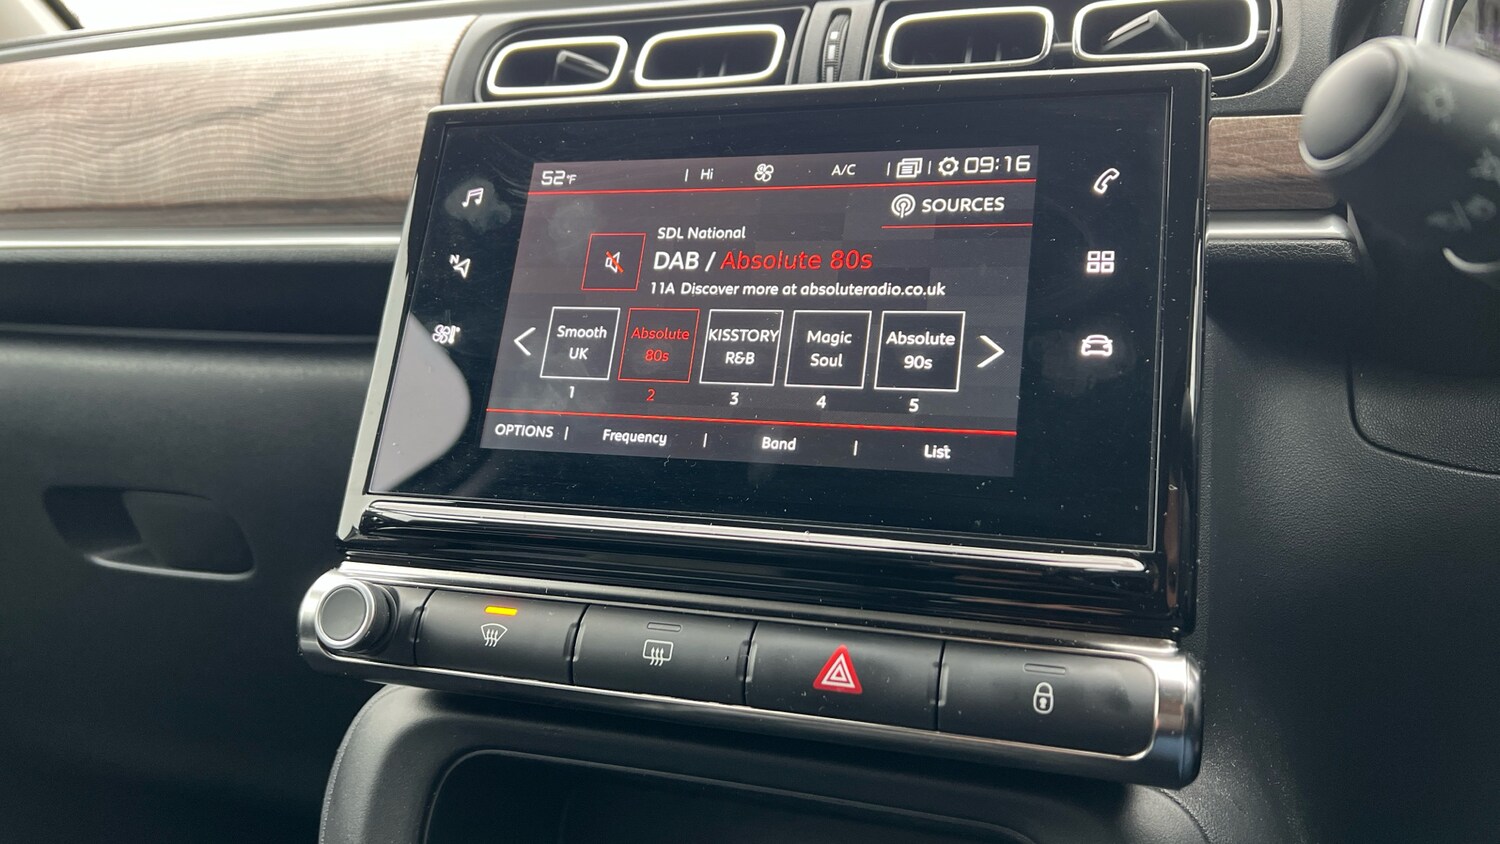 52°F | Hi A/C | | 09:16
SOURCES
SDL National
DAB / Absolute 80s
11A Discover more at absoluteradio.co.uk
Smooth UK
Absolute 80s
KISSTORY R&B
Magic Soul
Absolute 90s
1 2 3 4 5
OPTIONS | Frequency | Band | List
N